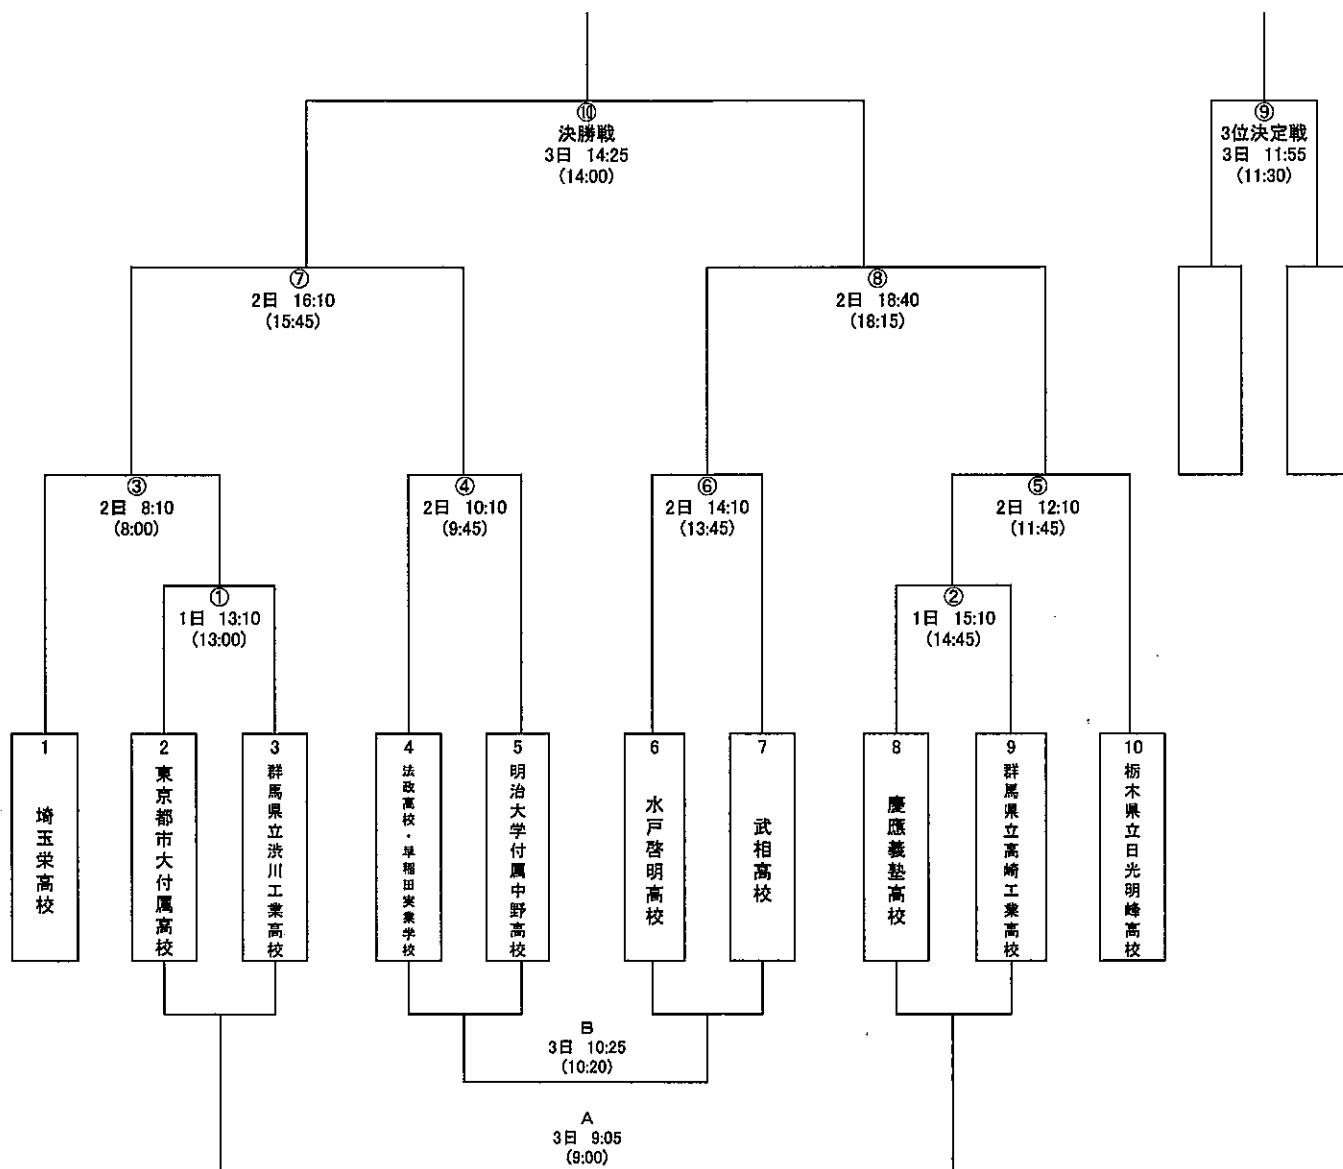 ⑩
決勝戦
3日 14:25
(14:00)
⑨
3位決定戦
3日 11:55
(11:30)
⑦
2日 16:10
(15:45)
⑧
2日 18:40
(18:15)
③
2日 8:10
(8:00)
④
2日 10:10
(9:45)
⑥
2日 14:10
(13:45)
⑤
2日 12:10
(11:45)
①
1日 13:10
(13:00)
②
1日 15:10
(14:45)
1
埼玉栄高校
2
東京都市大付属高校
3
群馬県立渋川工業高校
4
法政高校・早稲田実業学校
5
明治大学付属中野高校
6
水戸啓明高校
7
武相高校
8
慶應義塾高校
9
群馬県立高崎工業高校
10
栃木県立日光明峰高校
B
3日 10:25
(10:20)
A
3日 9:05
(9:00)